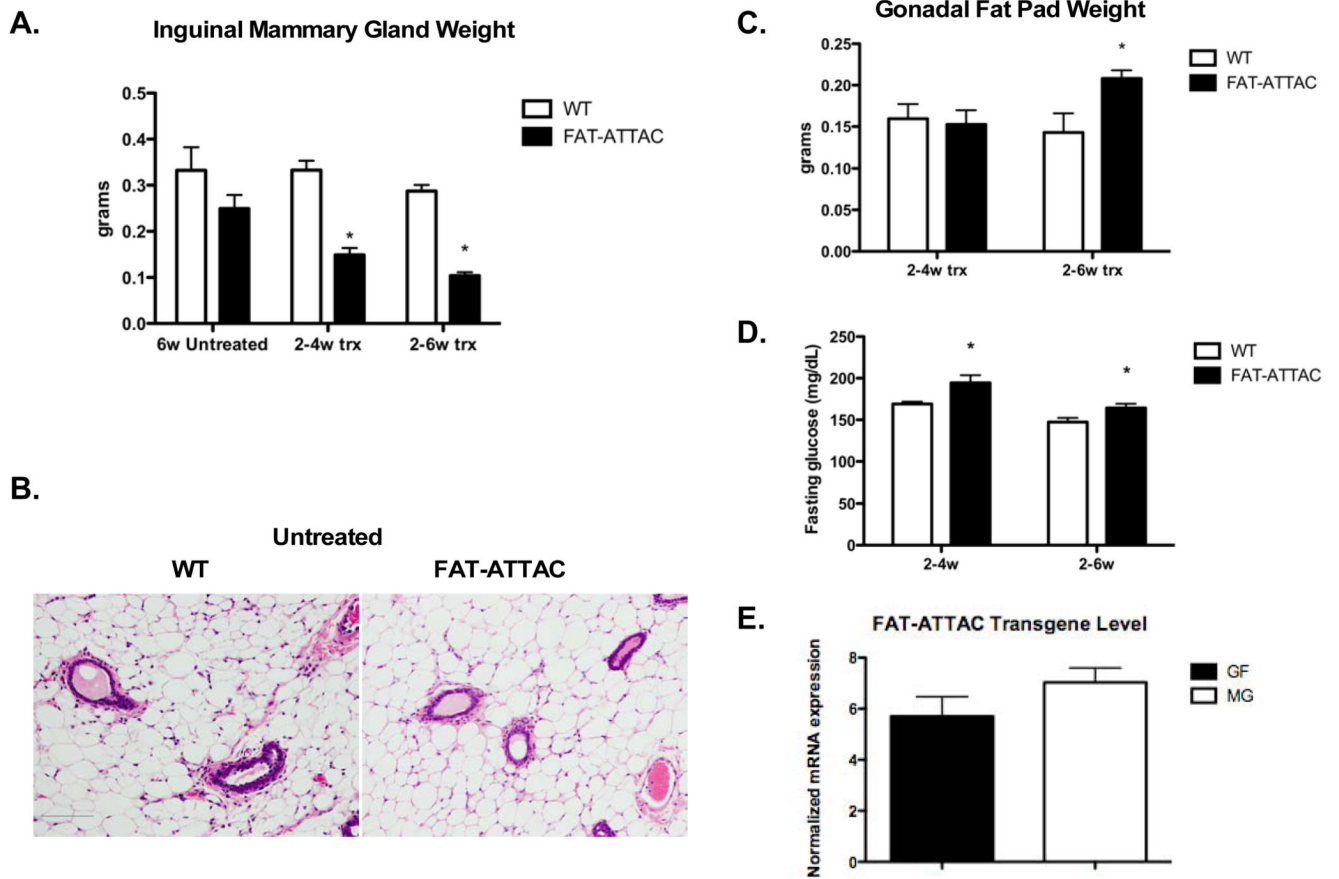 A.
Inguinal Mammary Gland Weight
0.5
0.4
0.3
0.2
0.1
0.0
grams
*
*
6w Untreated 2-4w trx 2-6w trx
WT
FAT-ATTAC
B.
Untreated
WT FAT-ATTAC
C.
Gonadal Fat Pad Weight
0.25
0.20
0.15
0.10
0.05
0.00
grams
*
2-4w trx 2-6w trx
WT
FAT-ATTAC
D.
250
200
150
100
50
0
Fasting glucose (mg/dL)
*
*
2-4w 2-6w
WT
FAT-ATTAC
E.
FAT-ATTAC Transgene Level
8
6
4
2
0
Normalized mRNA expression
GF
MG